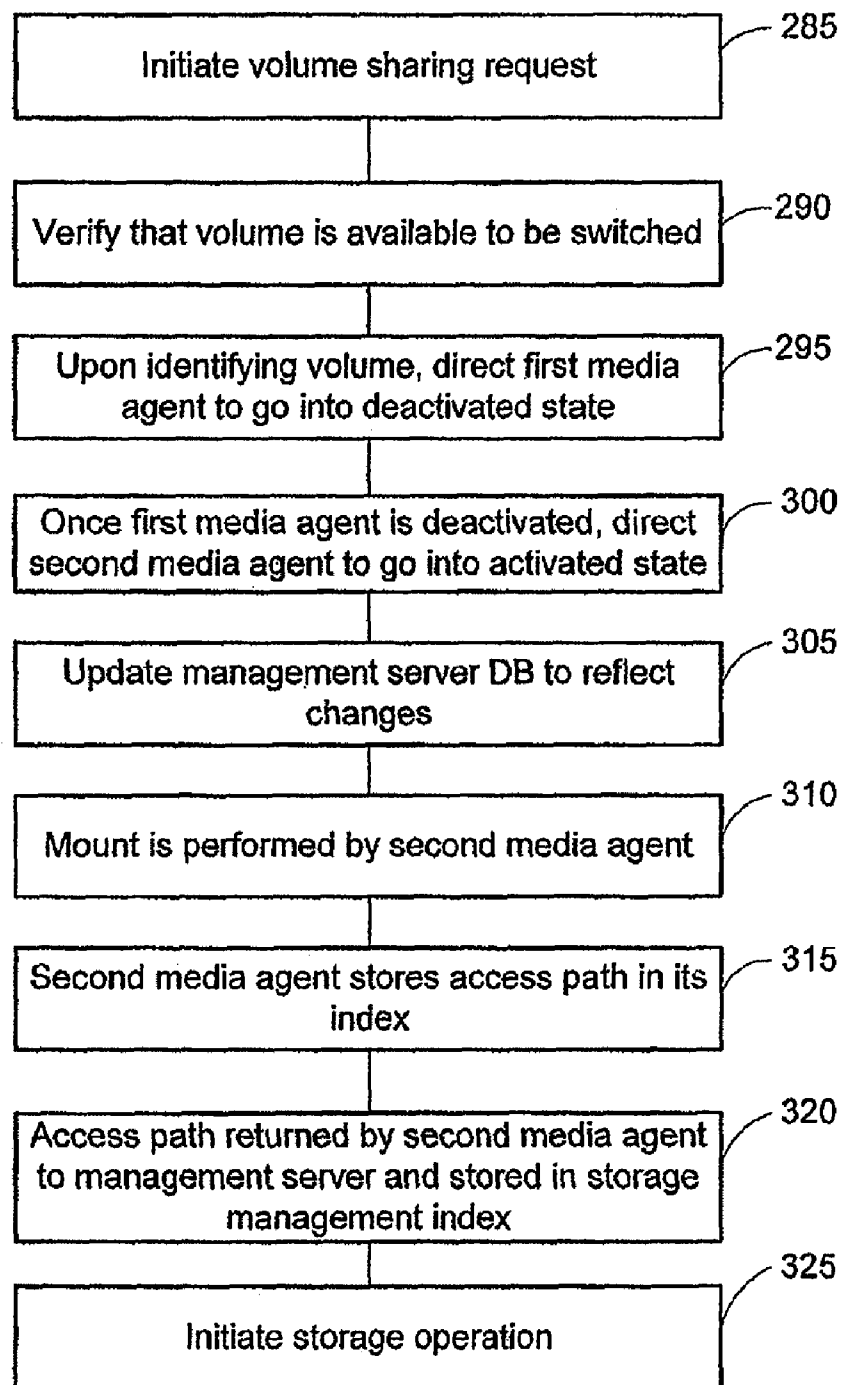 285
Initiate volume sharing request
290
Verify that volume is available to be switched
295
Upon identifying volume, direct first media
agent to go into deactivated state
300
Once first media agent is deactivated, direct
second media agent to go into activated state
305
Update management server DB to reflect
changes
310
Mount is performed by second media agent
315
Second media agent stores access path in its
index
320
Access path returned by second media agent
to management server and stored in storage
management index
325
Initiate storage operation